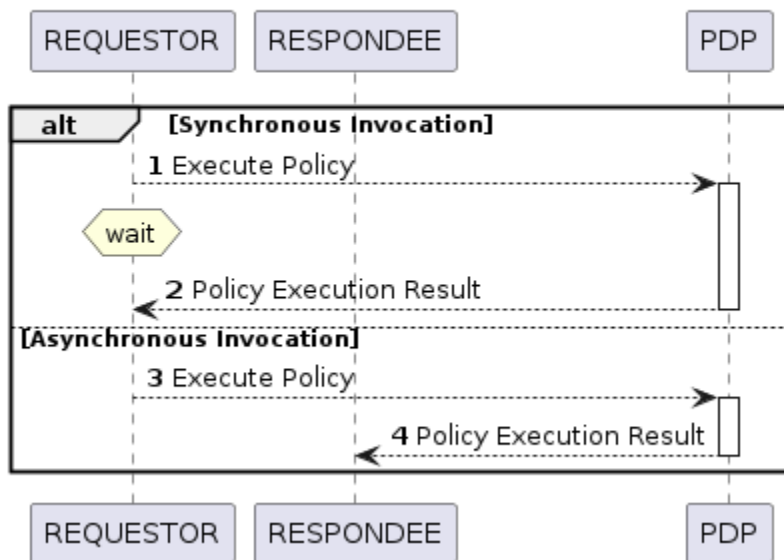 REQUESTOR RESPONDEE PDP
alt [Synchronous Invocation]
1 Execute Policy
wait
2 Policy Execution Result
[Asynchronous Invocation]
3 Execute Policy
4 Policy Execution Result
REQUESTOR RESPONDEE PDP